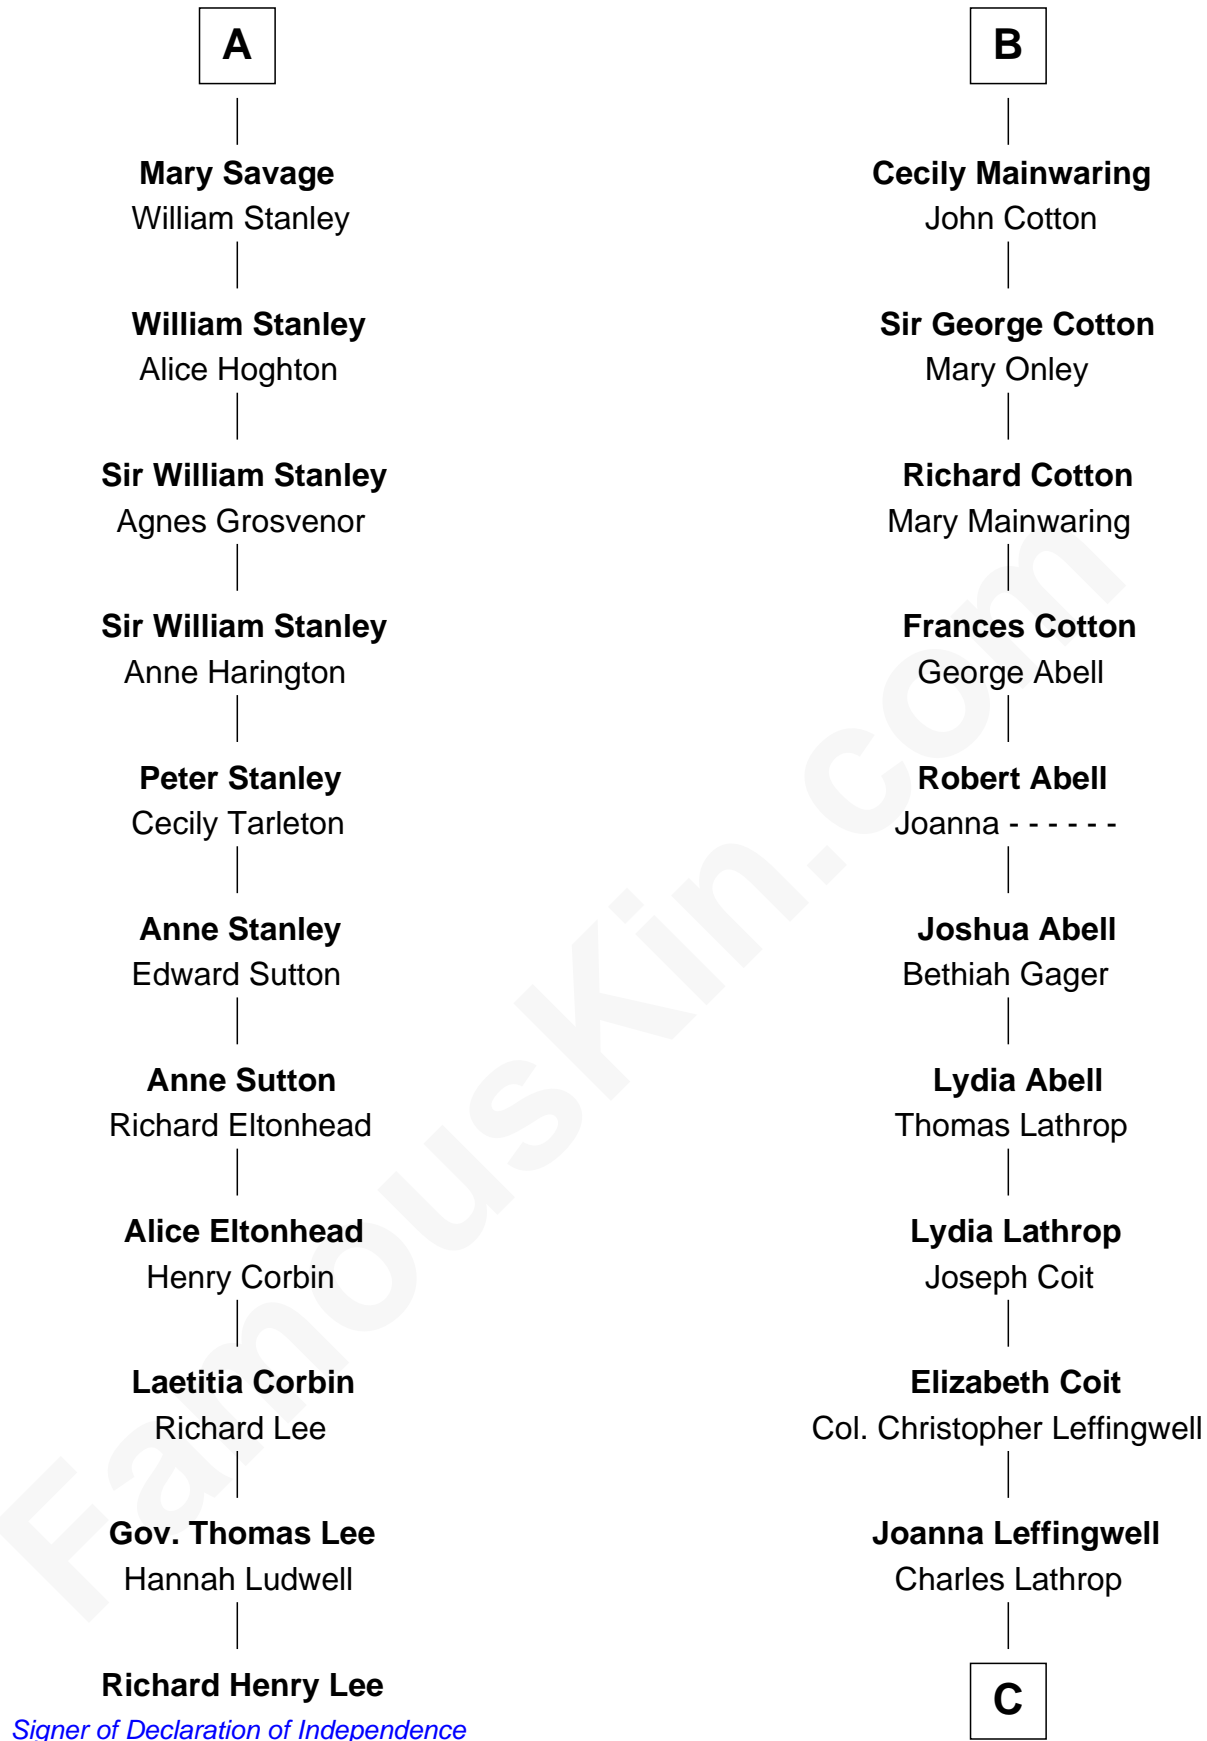 A
Mary Savage
William Stanley
William Stanley
Alice Hoghton
Sir William Stanley
Agnes Grosvenor
Sir William Stanley
Anne Harington
Peter Stanley
Cecily Tarleton
Anne Stanley
Edward Sutton
Anne Sutton
Richard Eltonhead
Alice Eltonhead
Henry Corbin
Laetitia Corbin
Richard Lee
Gov. Thomas Lee
Hannah Ludwell
Richard Henry Lee
Signer of Declaration of Independence
B
Cecily Mainwaring
John Cotton
Sir George Cotton
Mary Onley
Richard Cotton
Mary Mainwaring
Frances Cotton
George Abell
Robert Abell
Joanna - - - - - -
Joshua Abell
Bethiah Gager
Lydia Abell
Thomas Lathrop
Lydia Lathrop
Joseph Coit
Elizabeth Coit
Col. Christopher Leffingwell
Joanna Leffingwell
Charles Lathrop
C
FamousKin.com